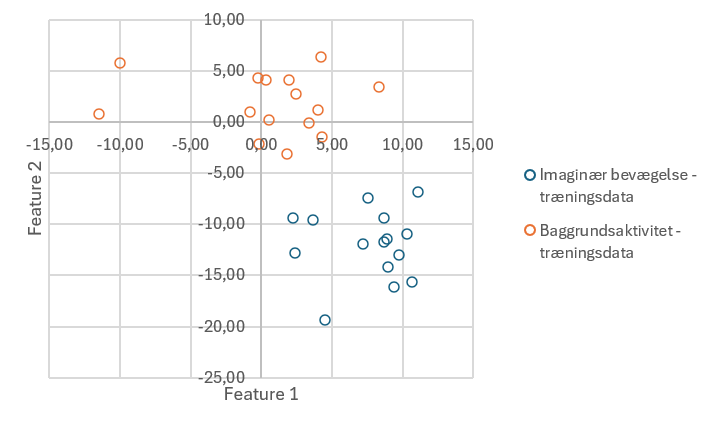 10,00
5,00
0,00
-15,00 -10,00 -5,00 0,00 5,00 10,00 15,00
-5,00
-10,00
-15,00
-20,00
-25,00
Feature 2
Feature 1
Imaginær bevægelse -
træningsdata
Baggrundsaktivitet -
træningsdata